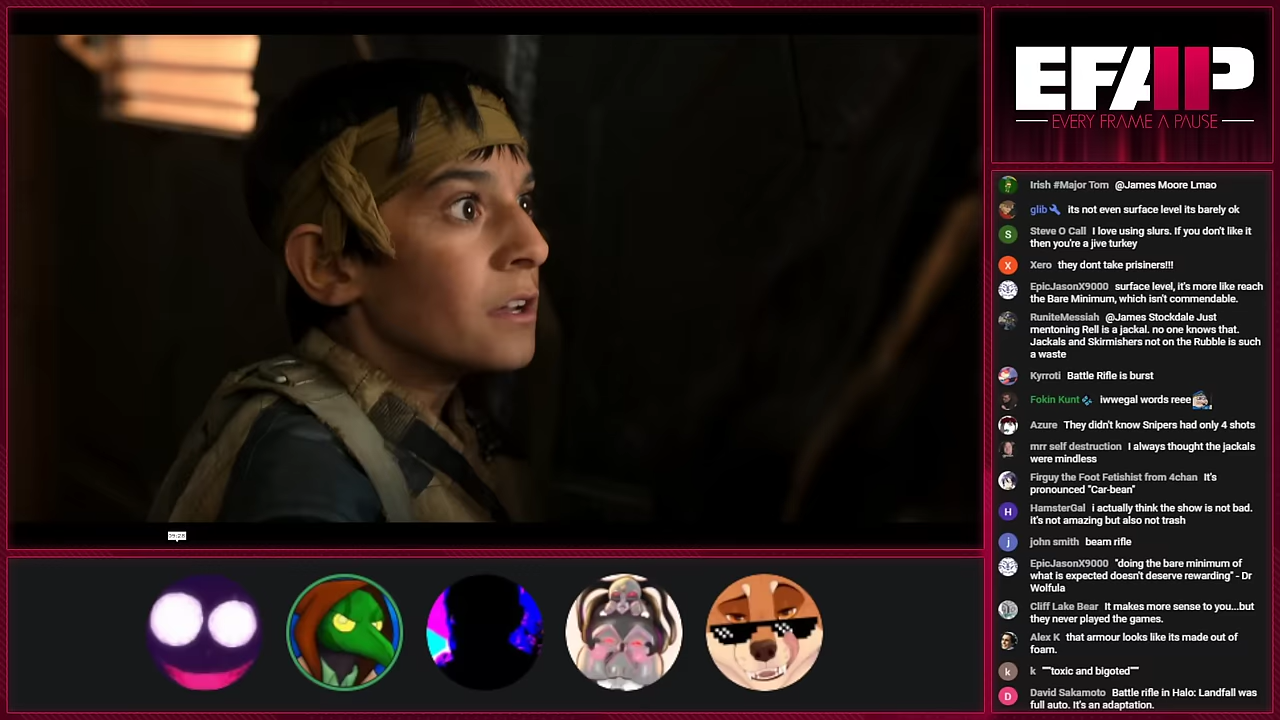 EFAP
EVERY FRAME A PAUSE
Irish #Major Tom @James Moore Lmao
glib its not even surface level its barely ok
Steve O Call I love using slurs. If you don't like it
then you're a jive turkey
Xero they dont take prisiners!!!
EpicJasonX9000 surface level, it's more like reach
the Bare Minimum, which isn't commendable.
RuniteMessiah @James Stockdale Just
mentoning Rell is a jackal. no one knows that.
Jackals and Skirmishers not on the Rubble is such
a waste
Kyrroti Battle Rifle is burst
Fokin Kunt iwwegal words reee
Azure They didn't know Snipers had only 4 shots
mrr self destruction I always thought the jackals
were mindless
Firguy the Foot Fetishist from 4chan It's
pronounced "Car-bean"
H
HamsterGal i actually think the show is not bad.
it's not amazing but also not trash
j
john smith beam rifle
EpicJasonX9000 "doing the bare minimum of
what is expected doesn't deserve rewarding" - Dr
Wolfula
Cliff Lake Bear It makes more sense to you...but
they never played the games.
Alex K that armour looks like its made out of
foam.
k
k """toxic and bigoted"""
D
David Sakamoto Battle rifle in Halo: Landfall was
full auto. It's an adaptation.
S
X